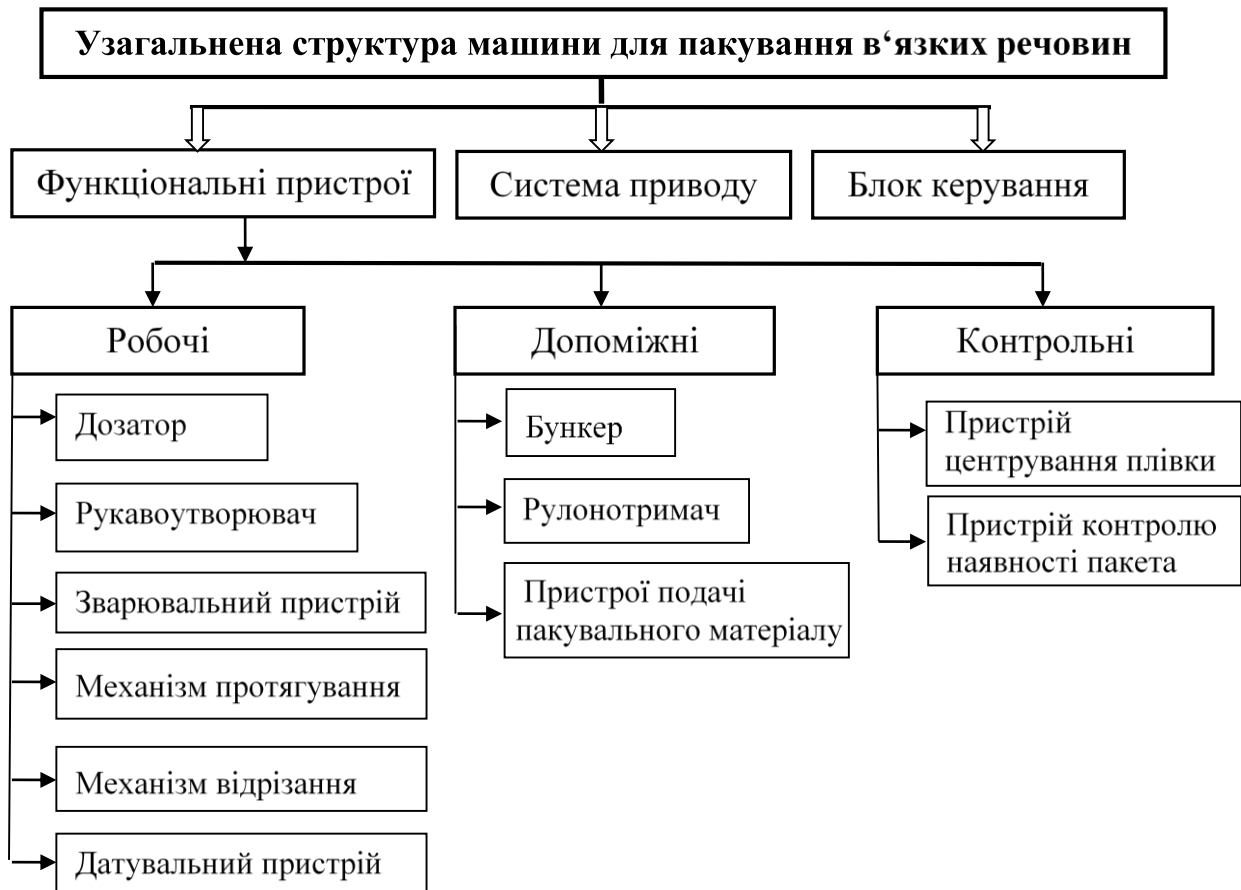 Узагальнена структура машини для пакування в‘язких речовин
Функціональні пристрої
Система приводу
Блок керування
Робочі
Допоміжні
Контрольні
Дозатор
Рукавоутворювач
Зварювальний пристрій
Механізм протягування
Механізм відрізання
Датувальний пристрій
Бункер
Рулонотримач
Пристрої подачі
пакувального матеріалу
Пристрій
центрування плівки
Пристрій контролю
наявності пакета